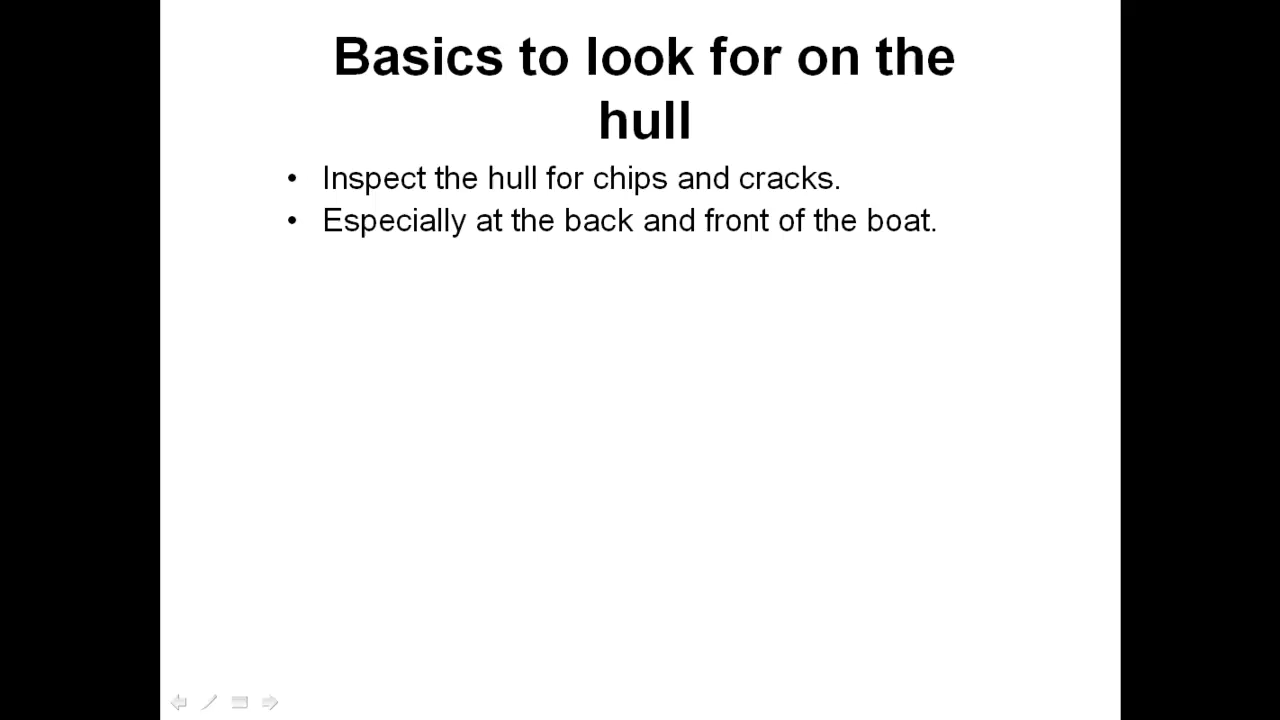 Basics to look for on the
hull
• Inspect the hull for chips and cracks.
• Especially at the back and front of the boat.